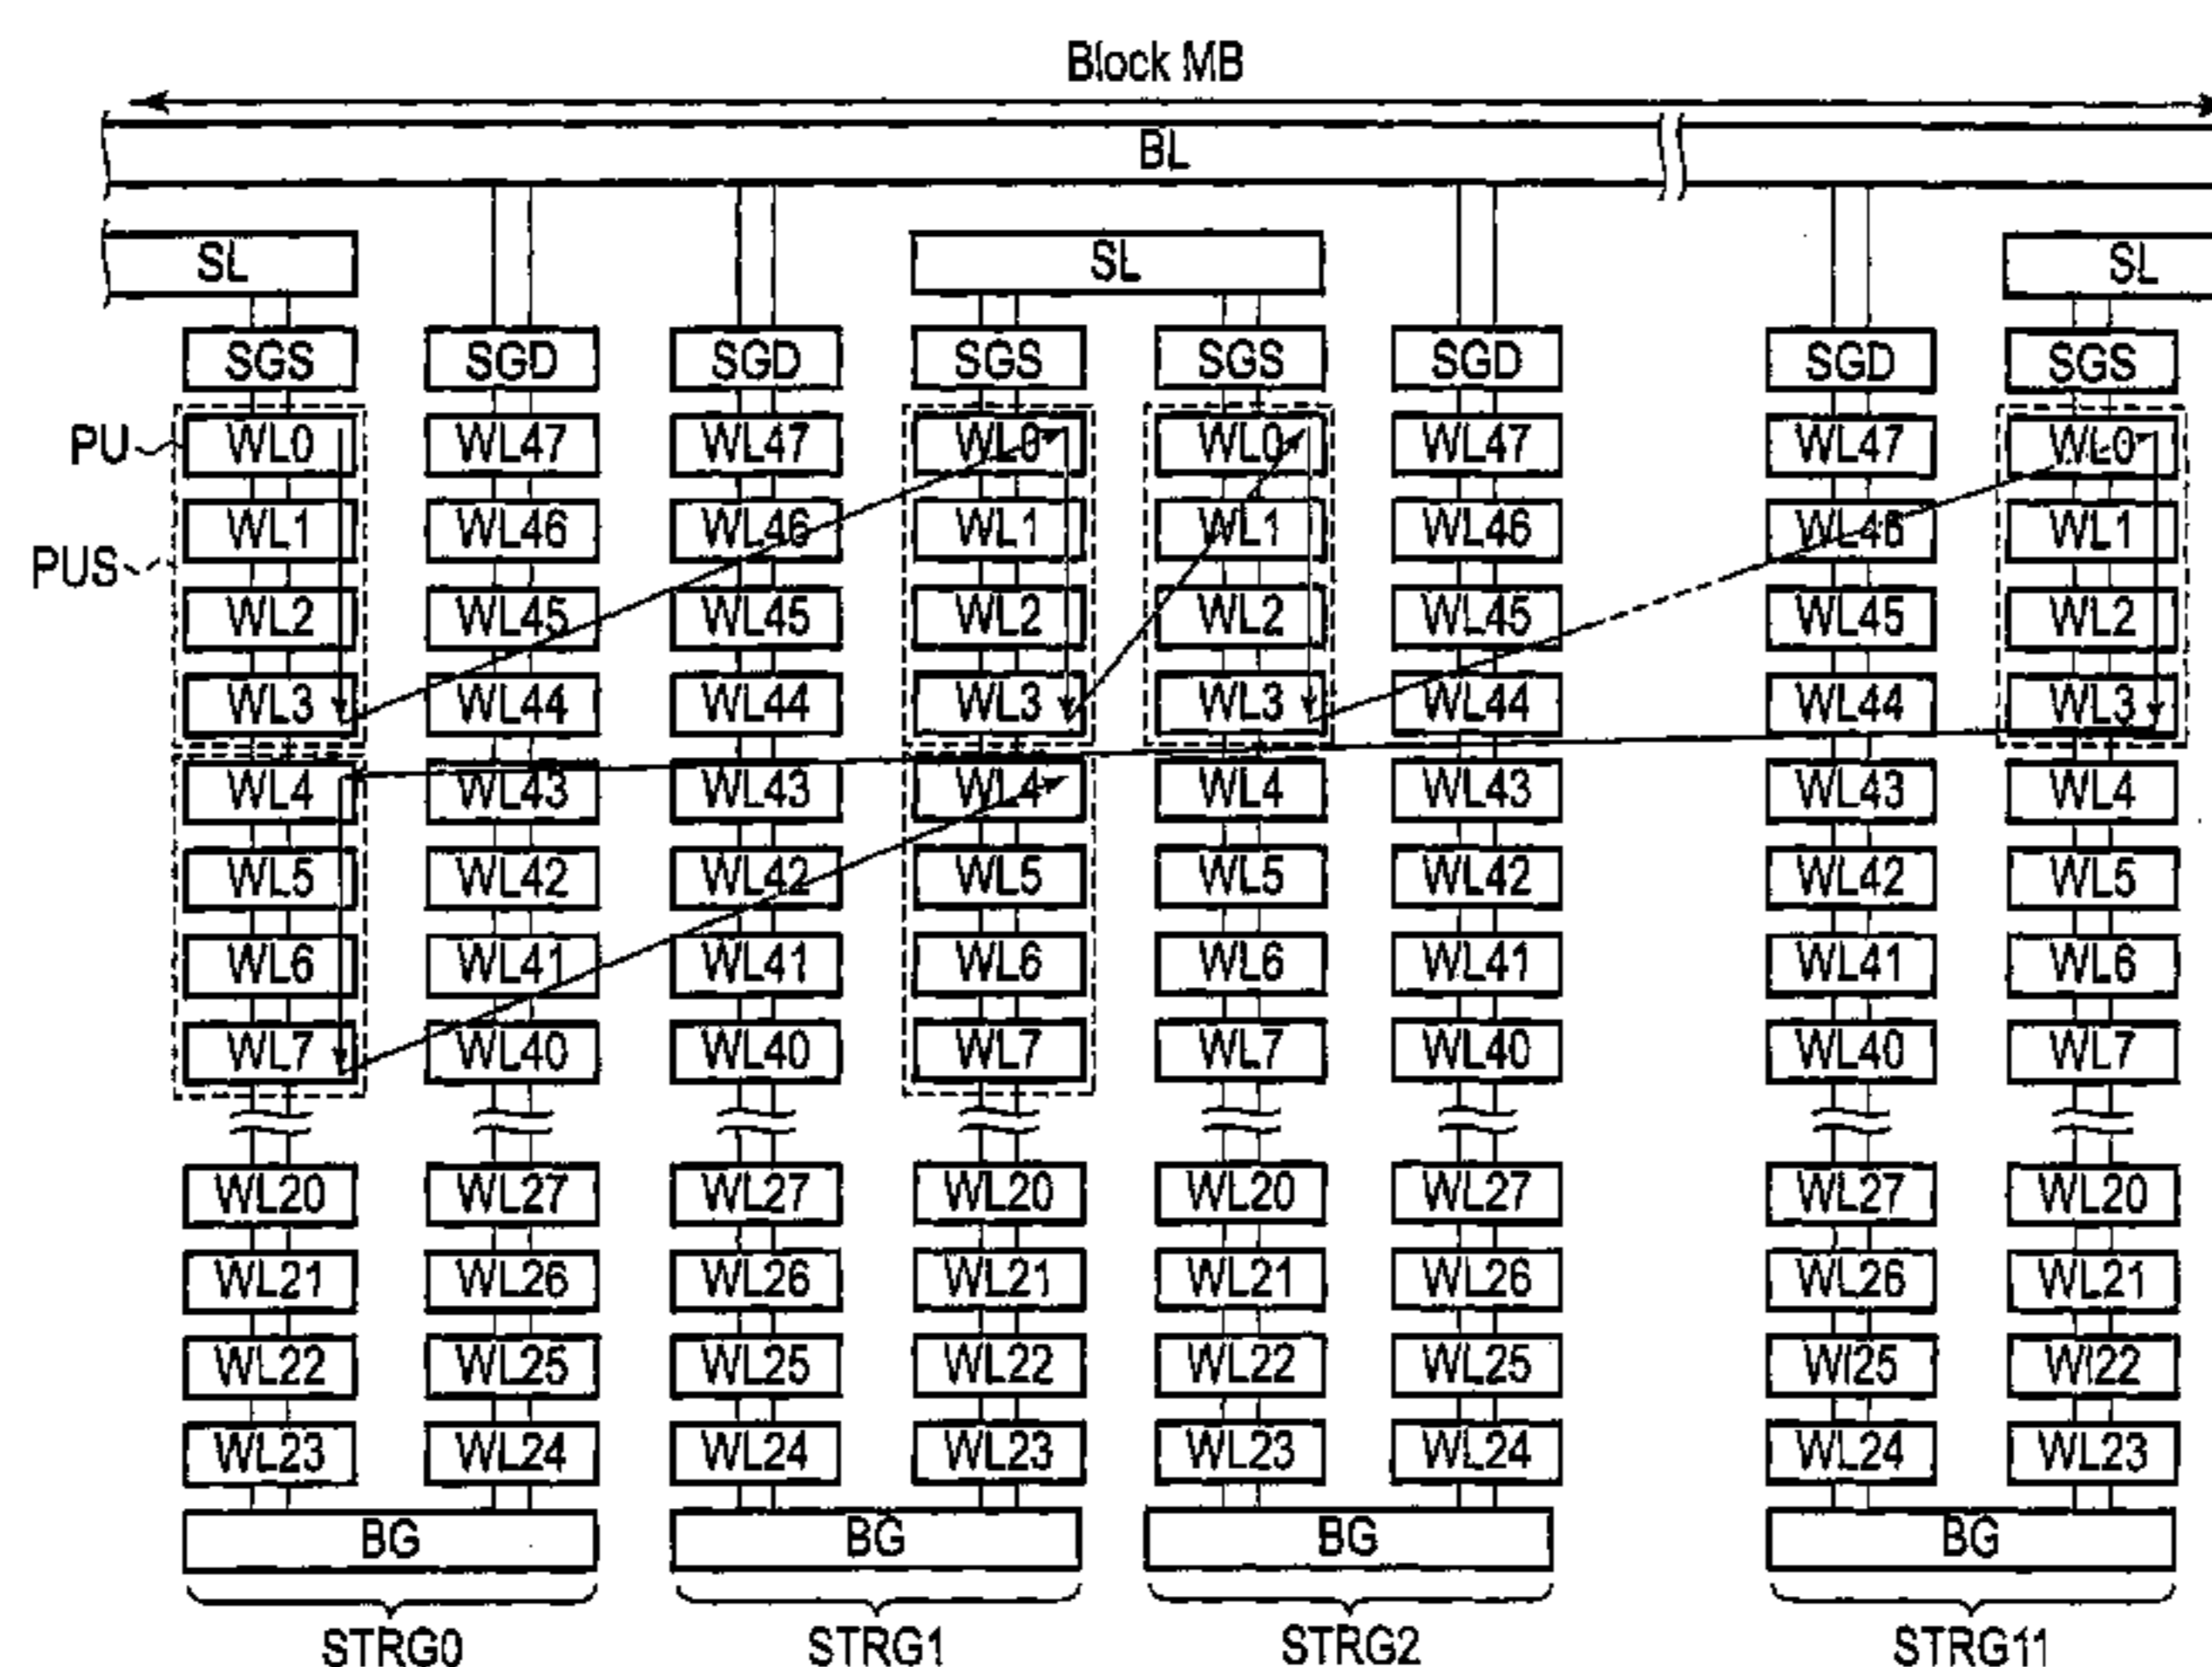 Block MB
BL
SL SL SL
SGS SGD SGD SGS SGS SGD SGD SGS
PU WL0 WL47 WL47 WL0 WL0 WL47 WL47 WL0
WL1 WL46 WL46 WL1 WL1 WL46 WL46 WL1
PUS
WL2 WL45 WL45 WL2 WL2 WL45 WL45 WL2
WL3 WL44 WL44 WL3 WL3 WL44 WL44 WL3
WL4 WL43 WL43 WL4 WL4 WL43 WL43 WL4
WL5 WL42 WL42 WL5 WL5 WL42 WL42 WL5
WL6 WL41 WL41 WL6 WL6 WL41 WL41 WL6
WL7 WL40 WL40 WL7 WL7 WL40 WL40 WL7
WL20 WL27 WL27 WL20 WL20 WL27 WL27 WL20
WL21 WL26 WL26 WL21 WL21 WL26 WL26 WL21
WL22 WL25 WL25 WL22 WL22 WL25 Wl25 Wl22
WL23 WL24 WL24 WL23 WL23 WL24 WL24 WL23
BG BG BG BG
STRG0 STRG1 STRG2 STRG11